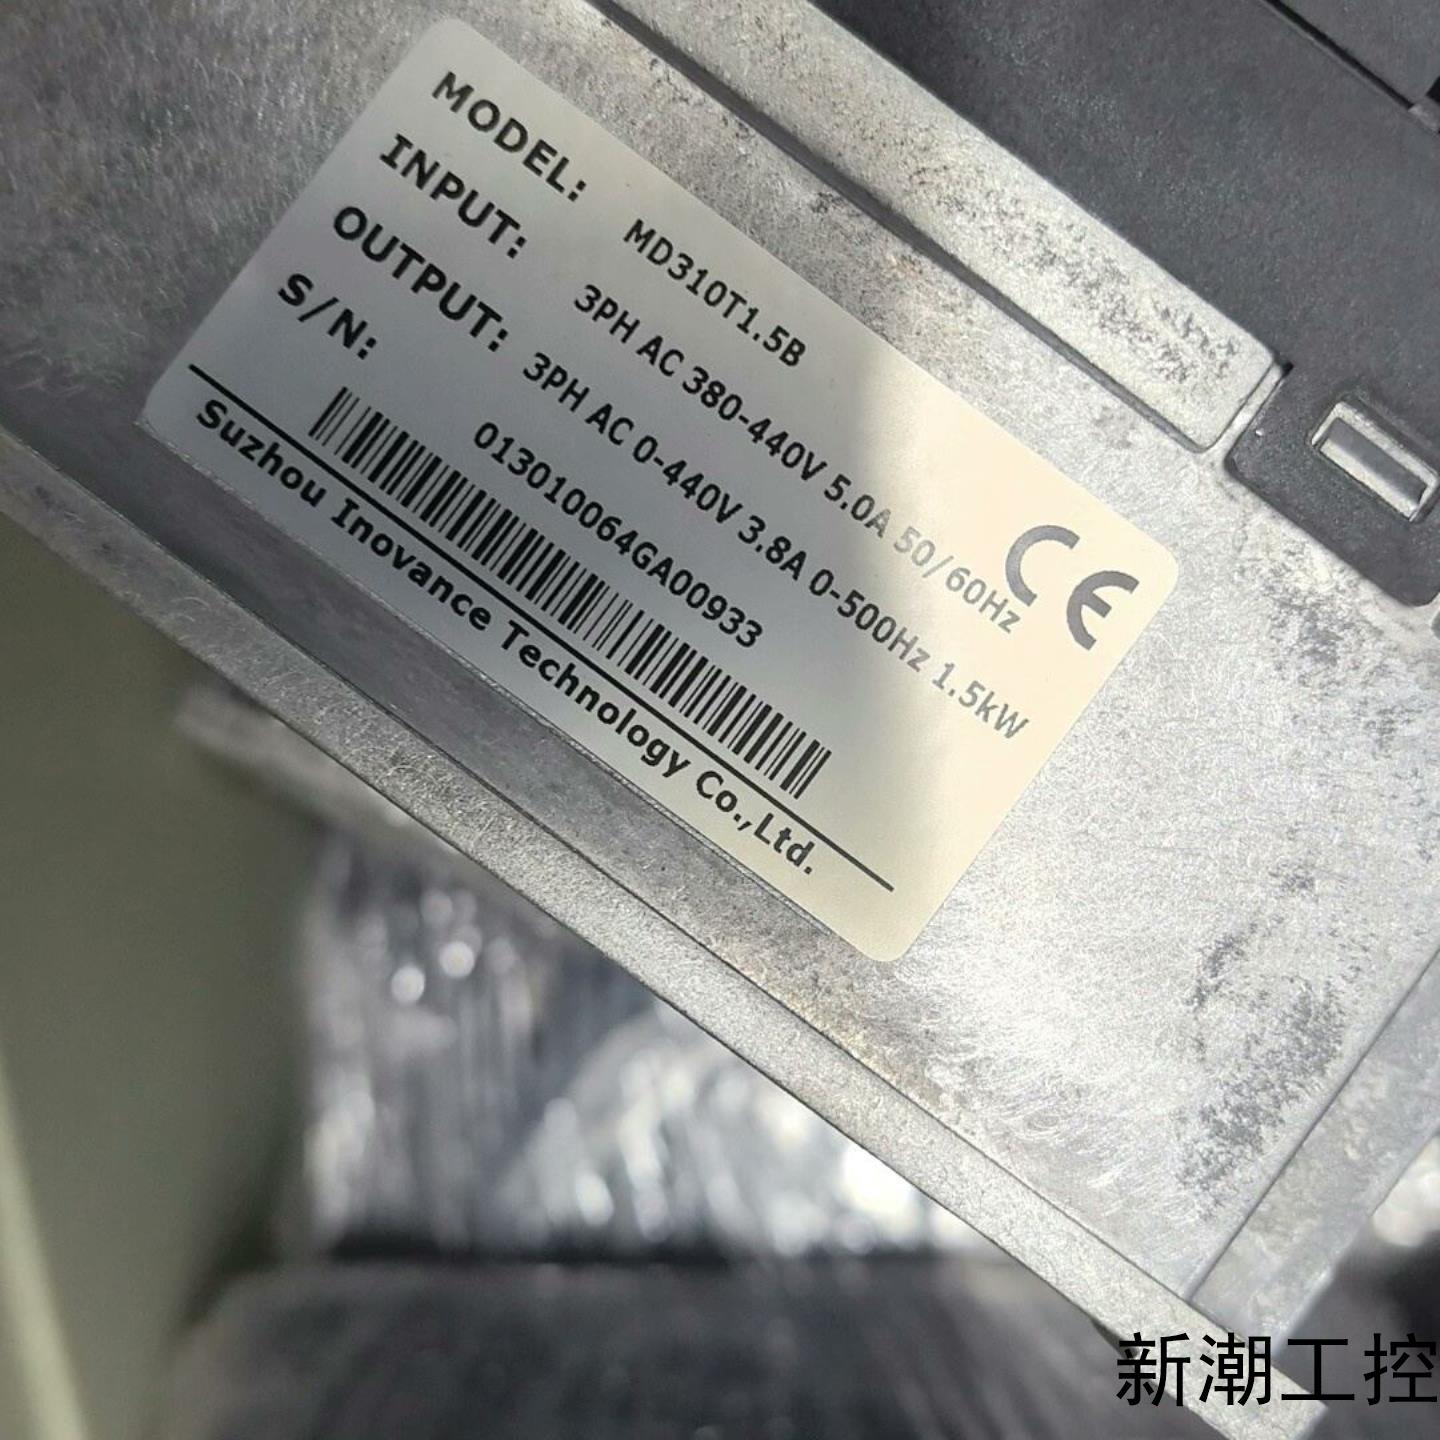 MODEL: MD310T1.5B
INPUT: 3PH AC 380-440V 5.0A 50/60Hz
OUTPUT: 3PH AC 0-440V 3.8A 0-500Hz 1.5kW
S/N: 013010064GA00933
CE
Suzhou Inovance Technology Co.,Ltd.
新潮工控